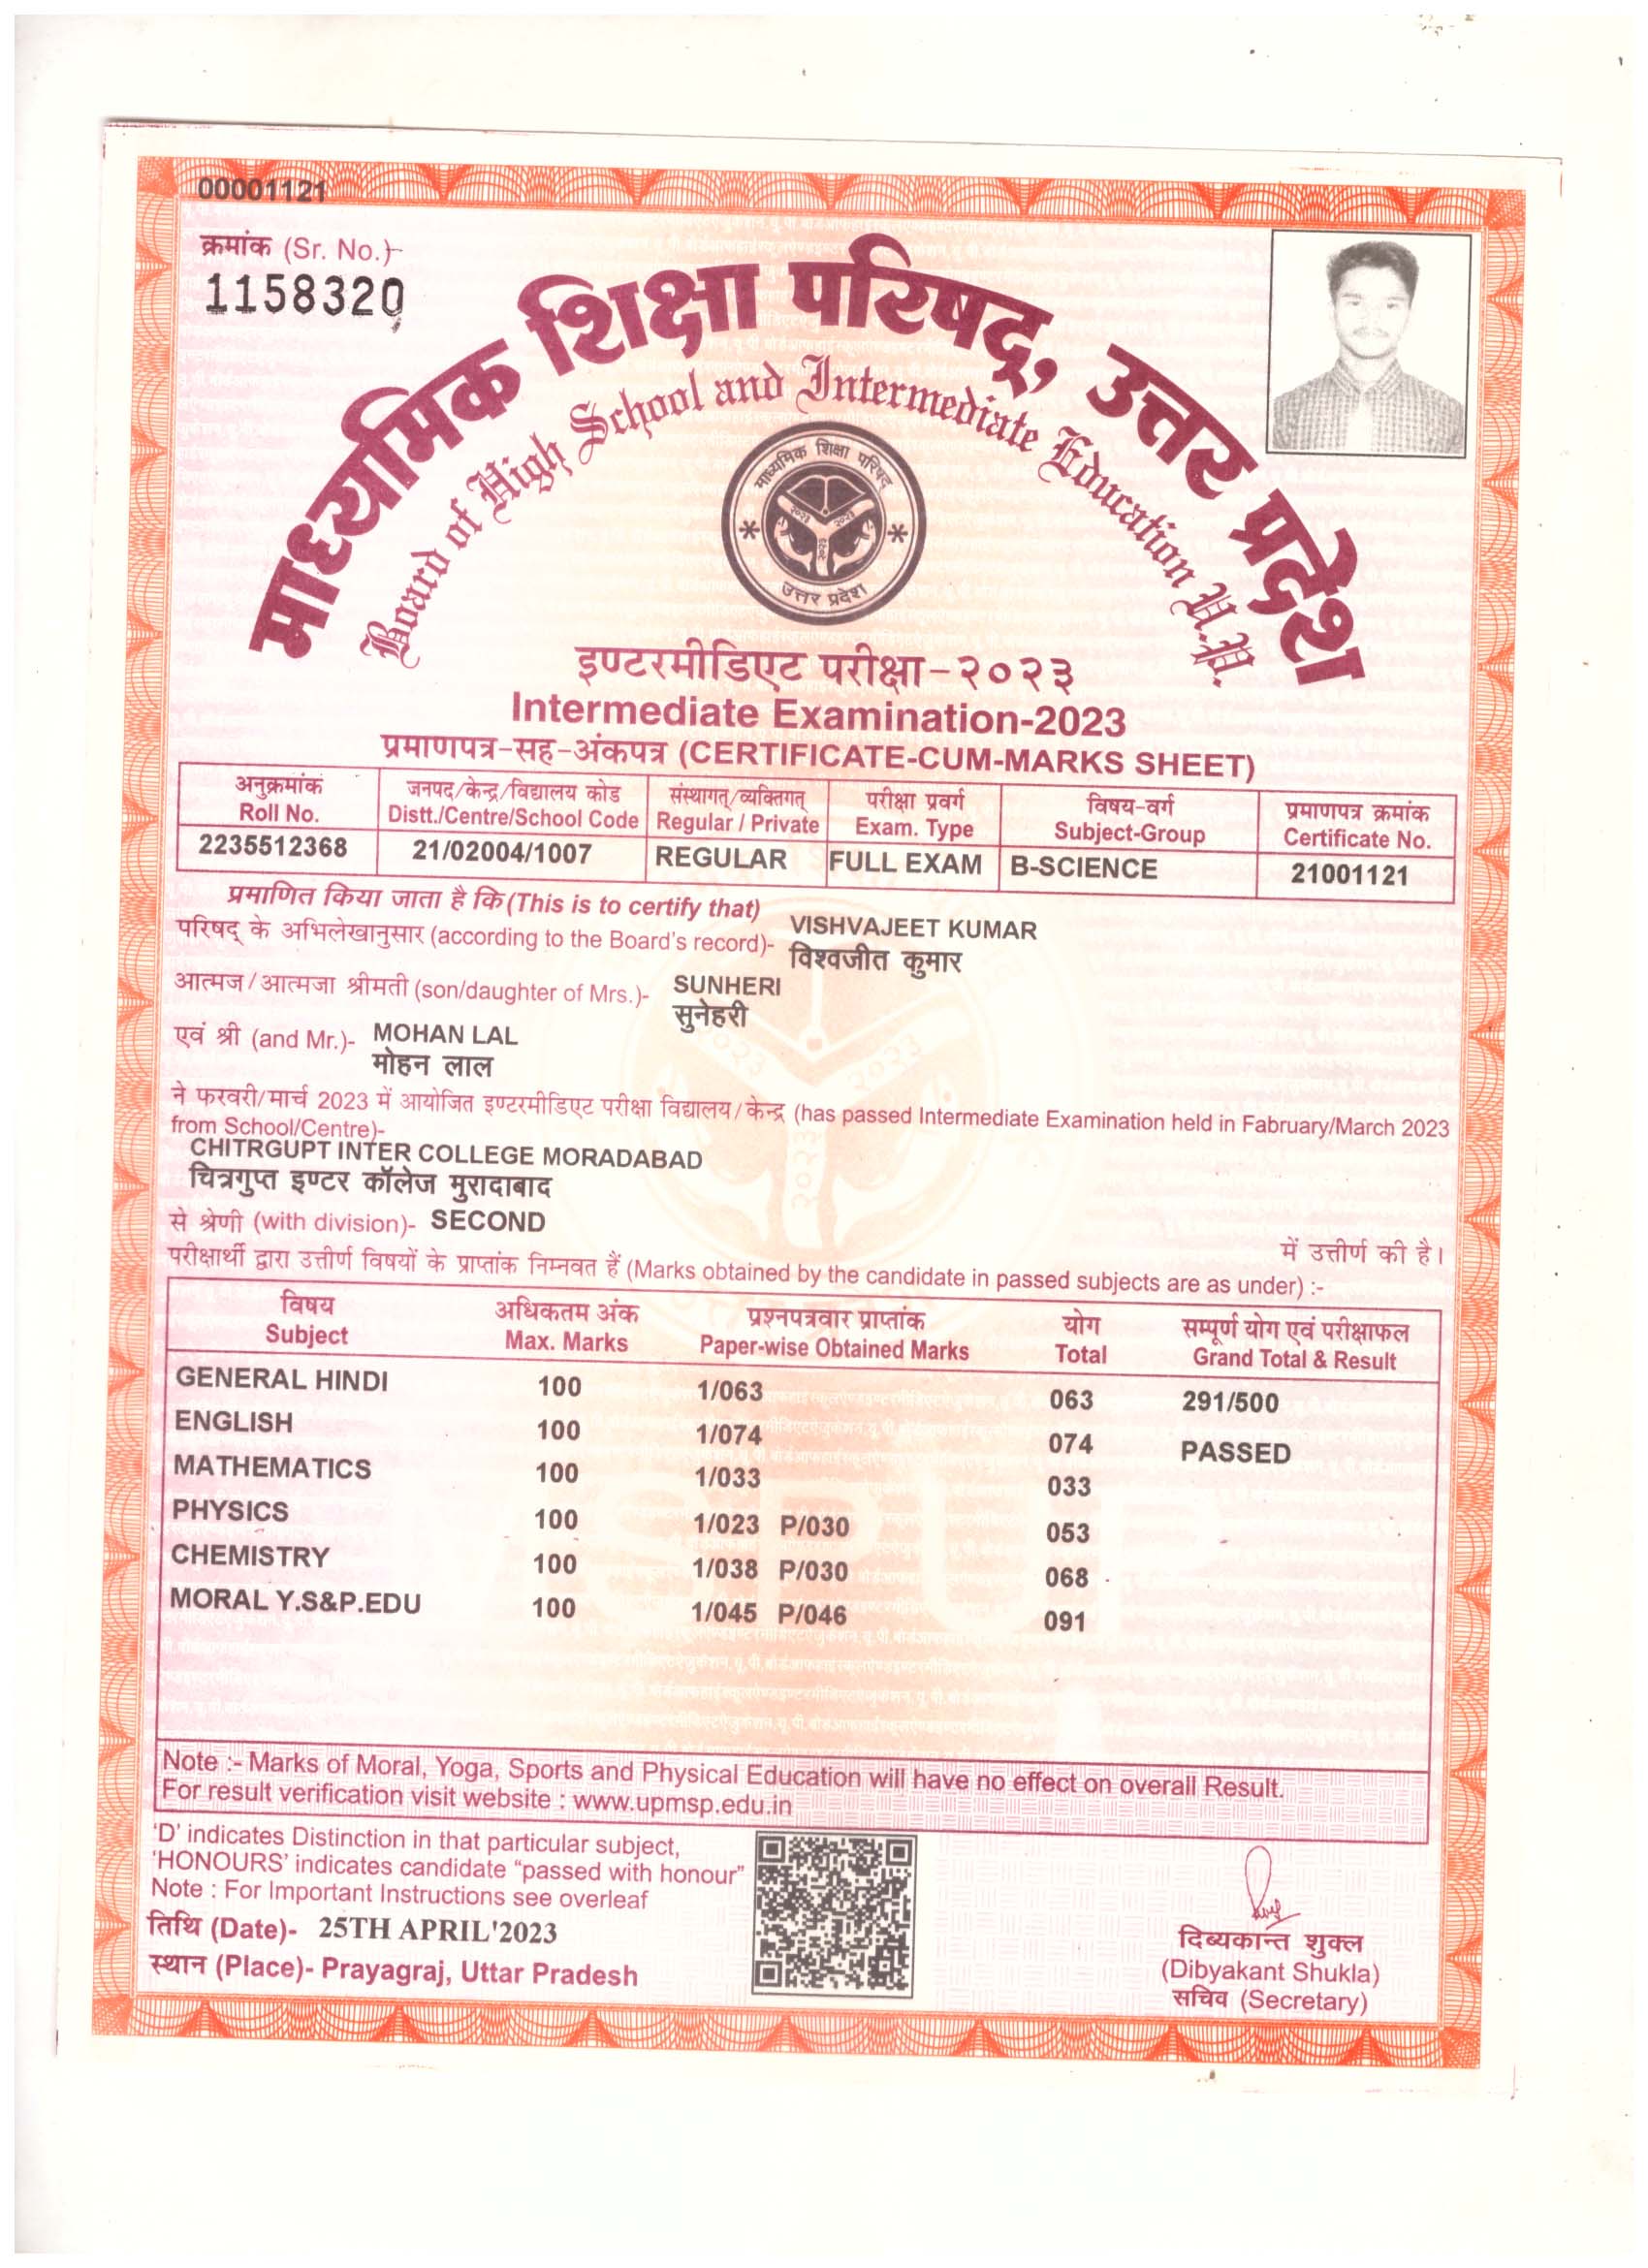 00001121
क्रमांक (Sr. No.)-
1158320
माध्यमिक शिक्षा परिषद्, उत्तर प्रदेश
Board of High School and Intermediate Education U.P.
माध्यमिक शिक्षा परिषद्
उत्तर प्रदेश
इण्टरमीडिएट परीक्षा-२०२३
Intermediate Examination-2023
प्रमाणपत्र-सह-अंकपत्र (CERTIFICATE-CUM-MARKS SHEET)
अनुक्रमांक जनपद/केन्द्र/विद्यालय कोड संस्थागत्/व्यक्तिगत् परीक्षा प्रवर्ग विषय-वर्ग प्रमाणपत्र क्रमांक
Roll No. Distt./Centre/School Code Regular / Private Exam. Type Subject-Group Certificate No.
2235512368 21/02004/1007 REGULAR FULL EXAM B-SCIENCE 21001121
प्रमाणित किया जाता है कि (This is to certify that)
परिषद् के अभिलेखानुसार (according to the Board's record)- VISHVAJEET KUMAR
विश्वजीत कुमार
आत्मज/आत्मजा श्रीमती (son/daughter of Mrs.)- SUNHERI
सुनेहरी
एवं श्री (and Mr.)- MOHAN LAL
मोहन लाल
ने फरवरी/मार्च 2023 में आयोजित इण्टरमीडिएट परीक्षा विद्यालय/केन्द्र (has passed Intermediate Examination held in Fabruary/March 2023
from School/Centre)-
CHITRGUPT INTER COLLEGE MORADABAD
चित्रगुप्त इण्टर कॉलेज मुरादाबाद
से श्रेणी (with division)- SECOND
में उत्तीर्ण की है।
परीक्षार्थी द्वारा उत्तीर्ण विषयों के प्राप्तांक निम्नवत हैं (Marks obtained by the candidate in passed subjects are as under) :-
विषय अधिकतम अंक प्रश्नपत्रवार प्राप्तांक योग सम्पूर्ण योग एवं परीक्षाफल
Subject Max. Marks Paper-wise Obtained Marks Total Grand Total & Result
GENERAL HINDI 100 1/063 063 291/500
ENGLISH 100 1/074 074 PASSED
MATHEMATICS 100 1/033 033
PHYSICS 100 1/023 P/030 053
CHEMISTRY 100 1/038 P/030 068
MORAL Y.S&P.EDU 100 1/045 P/046 091
Note :- Marks of Moral, Yoga, Sports and Physical Education will have no effect on overall Result.
For result verification visit website : www.upmsp.edu.in
'D' indicates Distinction in that particular subject,
'HONOURS' indicates candidate "passed with honour"
Note : For Important Instructions see overleaf
तिथि (Date)- 25TH APRIL'2023
स्थान (Place)- Prayagraj, Uttar Pradesh
दिब्यकान्त शुक्ल
(Dibyakant Shukla)
सचिव (Secretary)